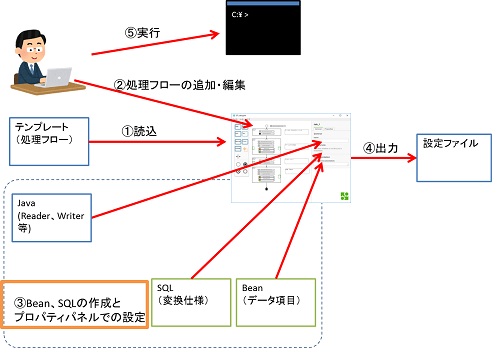 ⑤実行
C:¥ >
②処理フローの追加・編集
テンプレート
（処理フロー）
①読込
④出力
設定ファイル
Java
(Reader、Writer
等)
③Bean、SQLの作成と
プロパティパネルでの設定
SQL
（変換仕様）
Bean
（データ項目）